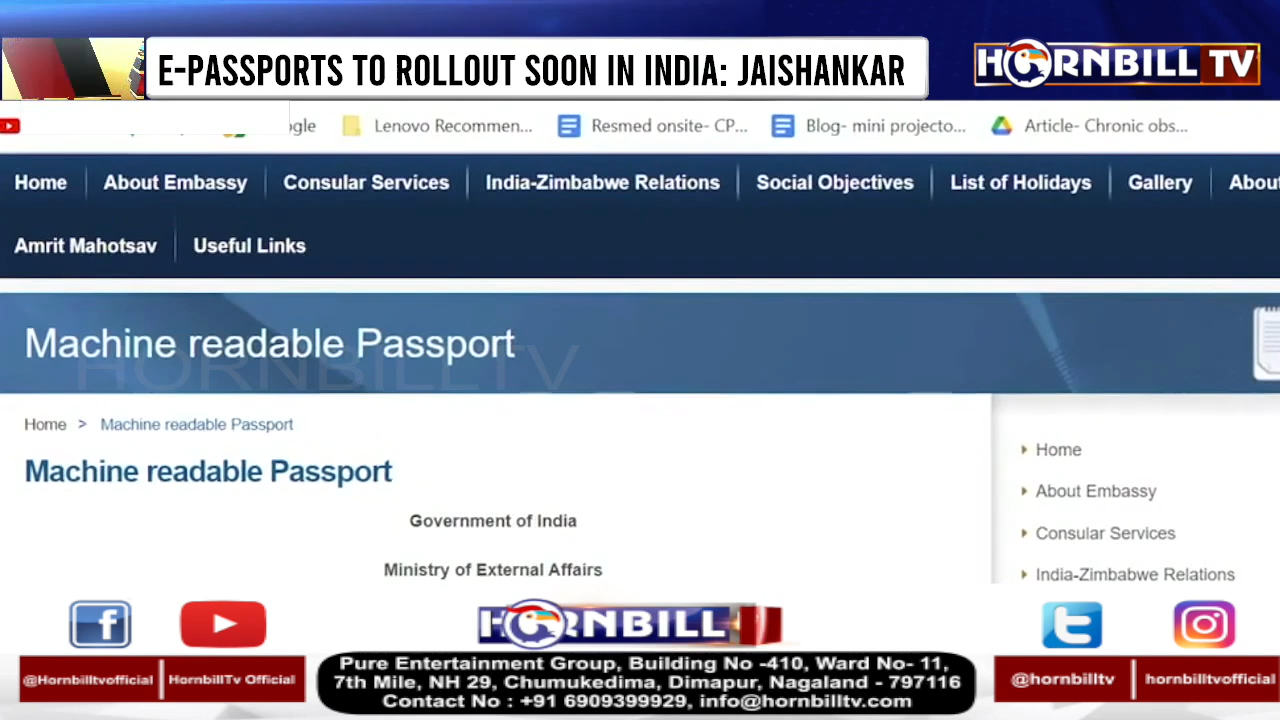 E-PASSPORTS TO ROLLOUT SOON IN INDIA: JAISHANKAR
HORNBILL TV
ogle Lenovo Recommen... Resmed onsite- CP... Blog- mini projecto... Article- Chronic obs...
Home About Embassy Consular Services India-Zimbabwe Relations Social Objectives List of Holidays Gallery About
Amrit Mahotsav Useful Links
Machine readable Passport
HORNBILLTV
Home > Machine readable Passport
Machine readable Passport
Government of India
Ministry of External Affairs
Home
About Embassy
Consular Services
India-Zimbabwe Relations
HORNBILL
@Hornbilltvofficial HornbillTv Official
Pure Entertainment Group, Building No -410, Ward No- 11,
7th Mile, NH 29, Chumukedima, Dimapur, Nagaland - 797116
Contact No : +91 6909399929, info@hornbilltv.com
@hornbilltv hornbilltvofficial